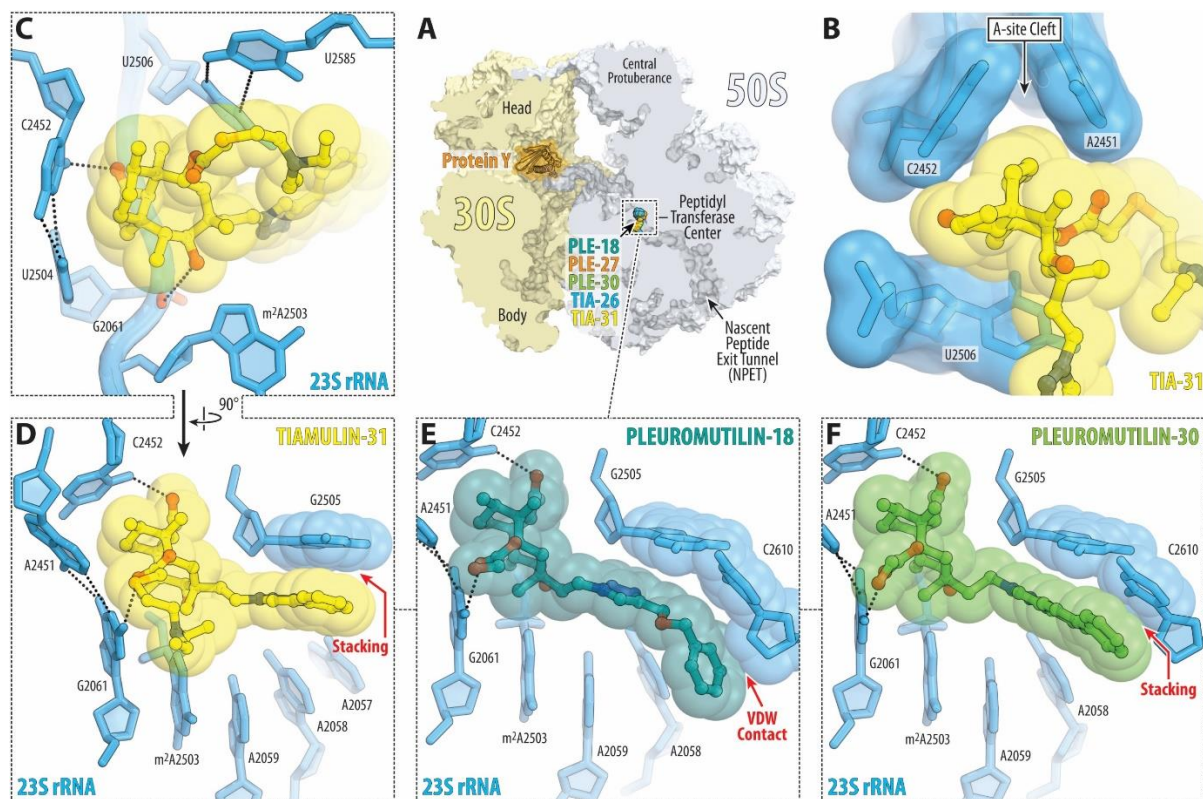 C
U2506
U2585
C2452
U2504
G2061
m²A2503
23S rRNA
90°
A
Central
Protuberance
50S
Head
Protein Y
30S
Peptidyl
Transferase
Center
PLE-18
PLE-27
PLE-30
TIA-26
TIA-31
Body
Nascent
Peptide
Exit Tunnel
(NPET)
B
A-site Cleft
C2452
A2451
U2506
TIA-31
D
TIAMULIN-31
C2452
G2505
A2451
Stacking
G2061
A2057
A2058
m²A2503
A2059
23S rRNA
E
PLEUROMUTILIN-18
C2452
G2505
A2451
C2610
G2061
VDW
Contact
m²A2503
A2058
A2059
23S rRNA
F
PLEUROMUTILIN-30
C2452
G2505
A2451
C2610
G2061
Stacking
A2058
m²A2503
A2059
23S rRNA